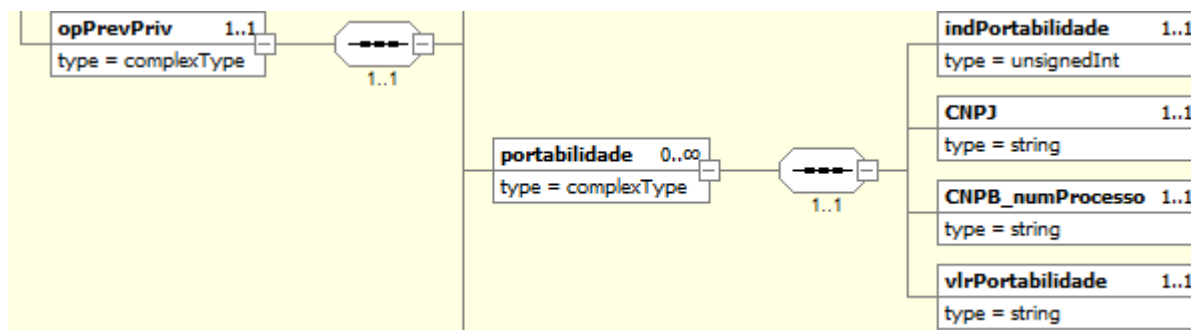 opPrevPriv 1..1
type = complexType
1..1
portabilidade 0..∞
type = complexType
1..1
indPortabilidade 1..1
type = unsignedInt
CNPJ 1..1
type = string
CNPB_numProcesso 1..1
type = string
vlrPortabilidade 1..1
type = string